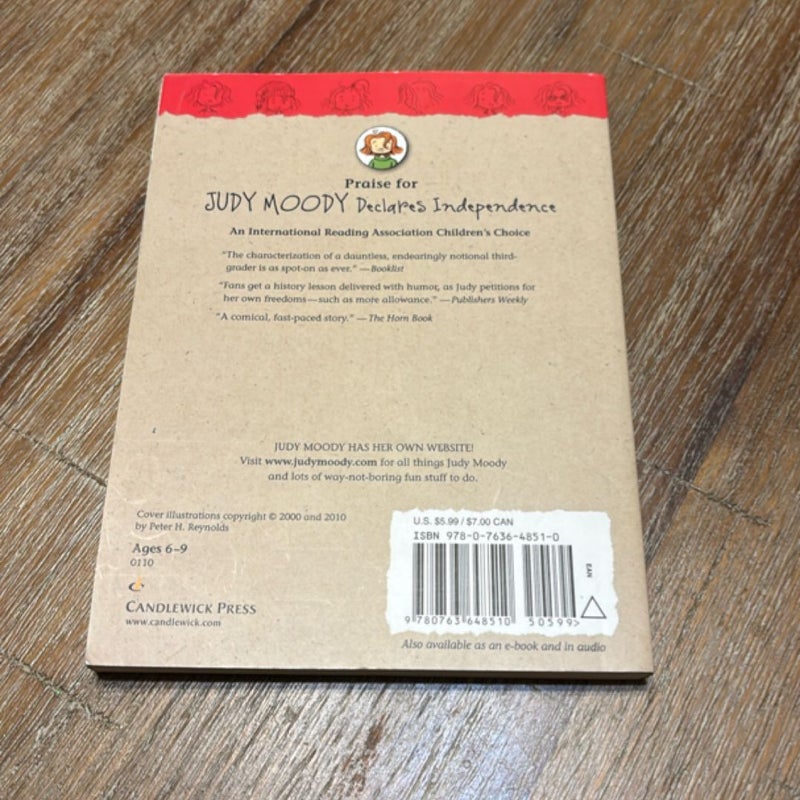 Praise for
JUDY MOODY Declares Independence
An International Reading Association Children's Choice
"The characterization of a dauntless, endearingly notional third-
grader is as spot-on as ever." —Booklist
"Fans get a history lesson delivered with humor, as Judy petitions for
her own freedoms—such as more allowance." —Publishers Weekly
"A comical, fast-paced story." —The Horn Book
JUDY MOODY HAS HER OWN WEBSITE!
Visit www.judymoody.com for all things Judy Moody
and lots of way-not-boring fun stuff to do.
Cover illustrations copyright © 2000 and 2010
by Peter H. Reynolds
Ages 6–9
0110
CANDLEWICK PRESS
www.candlewick.com
U.S. $5.99 / $7.00 CAN
ISBN 978-0-7636-4851-0
EAN
9 780763 648510 50599>
Also available as an e-book and in audio